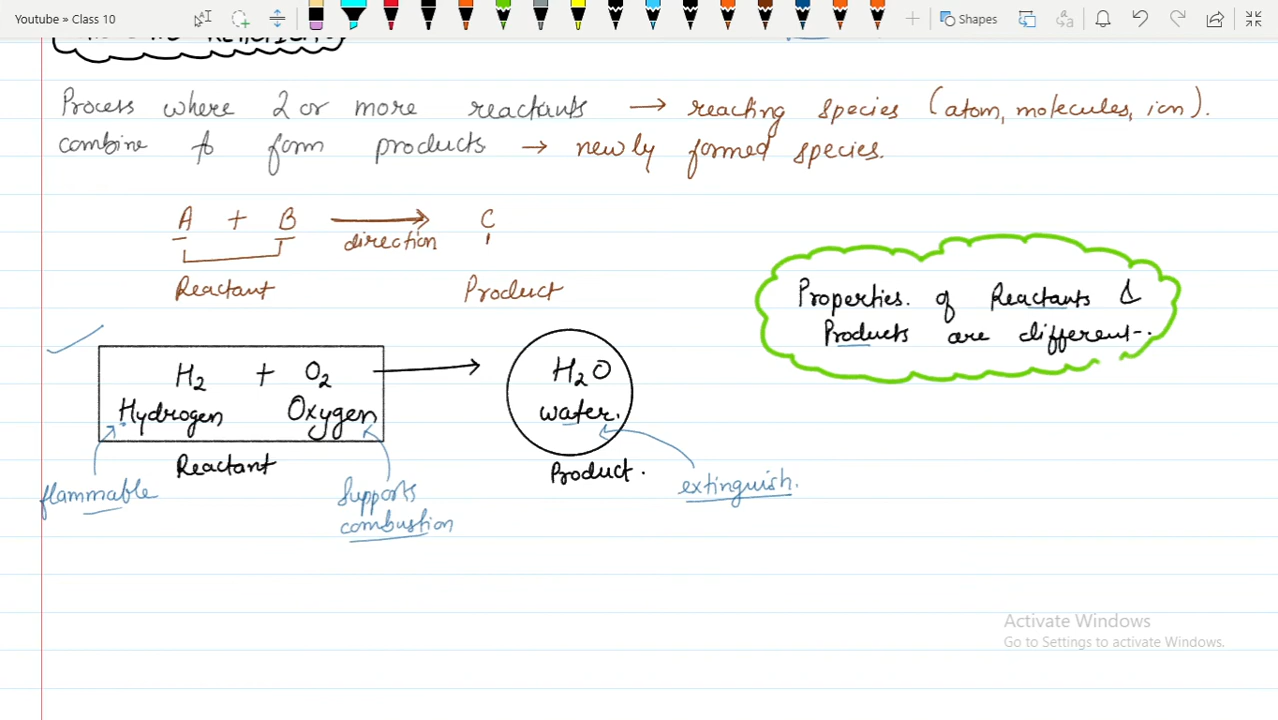 Youtube » Class 10
Shapes
Process where 2 or more reactants → reacting species (atom, molecules, ion).
combine to form products → newly formed species.
A + B → C
direction
Reactant Product
Properties. of Reactants &
Products are different.
H2 + O2 → H2O
Hydrogen Oxygen water.
Reactant Product.
flammable Supports combustion extinguish.
Activate Windows
Go to Settings to activate Windows.